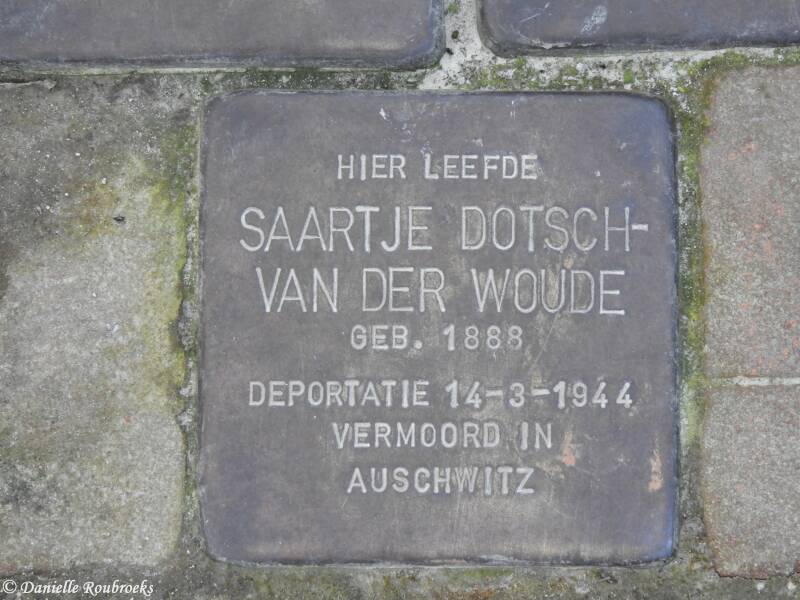 HIER LEEFDE
SAARTJE DOTSCH-
VAN DER WOUDE
GEB. 1888
DEPORTATIE 14-3-1944
VERMOORD IN
AUSCHWITZ
© Danielle Roubroeks